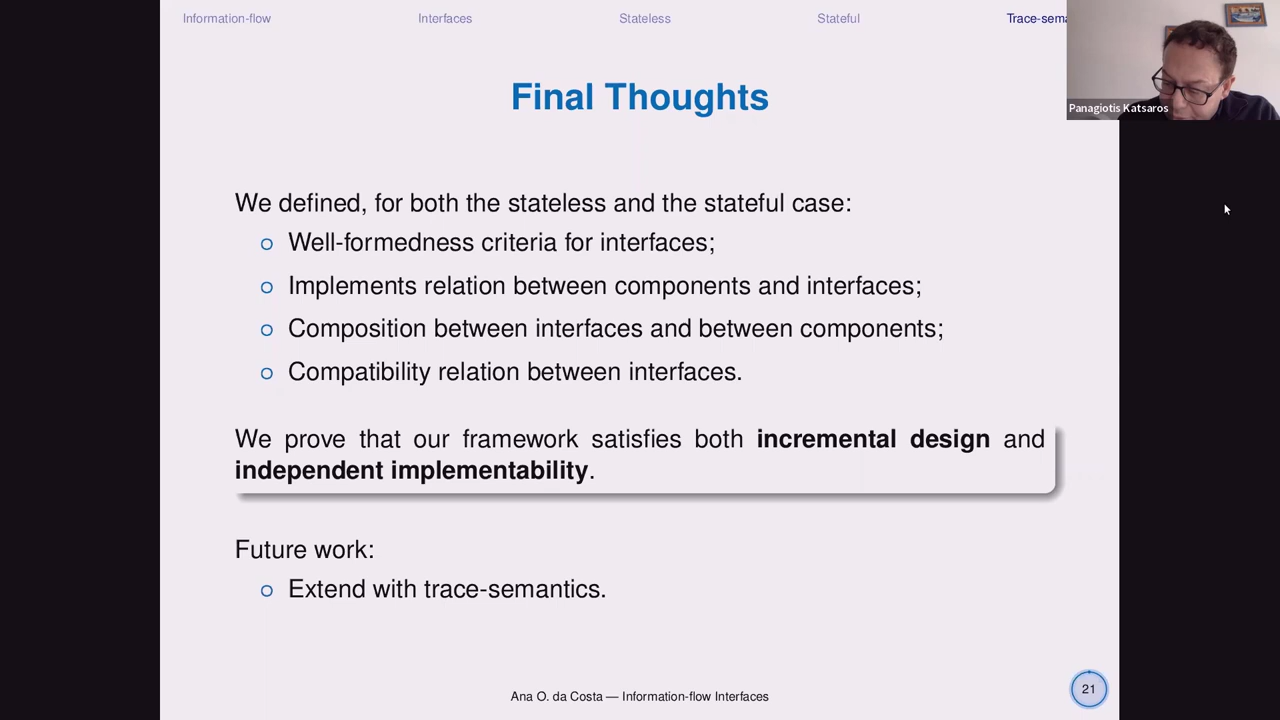 Information-flow Interfaces Stateless Stateful Trace-sema
Panagiotis Katsaros
Final Thoughts
We defined, for both the stateless and the stateful case:
Well-formedness criteria for interfaces;
Implements relation between components and interfaces;
Composition between interfaces and between components;
Compatibility relation between interfaces.
We prove that our framework satisfies both incremental design and
independent implementability.
Future work:
Extend with trace-semantics.
Ana O. da Costa — Information-flow Interfaces
21